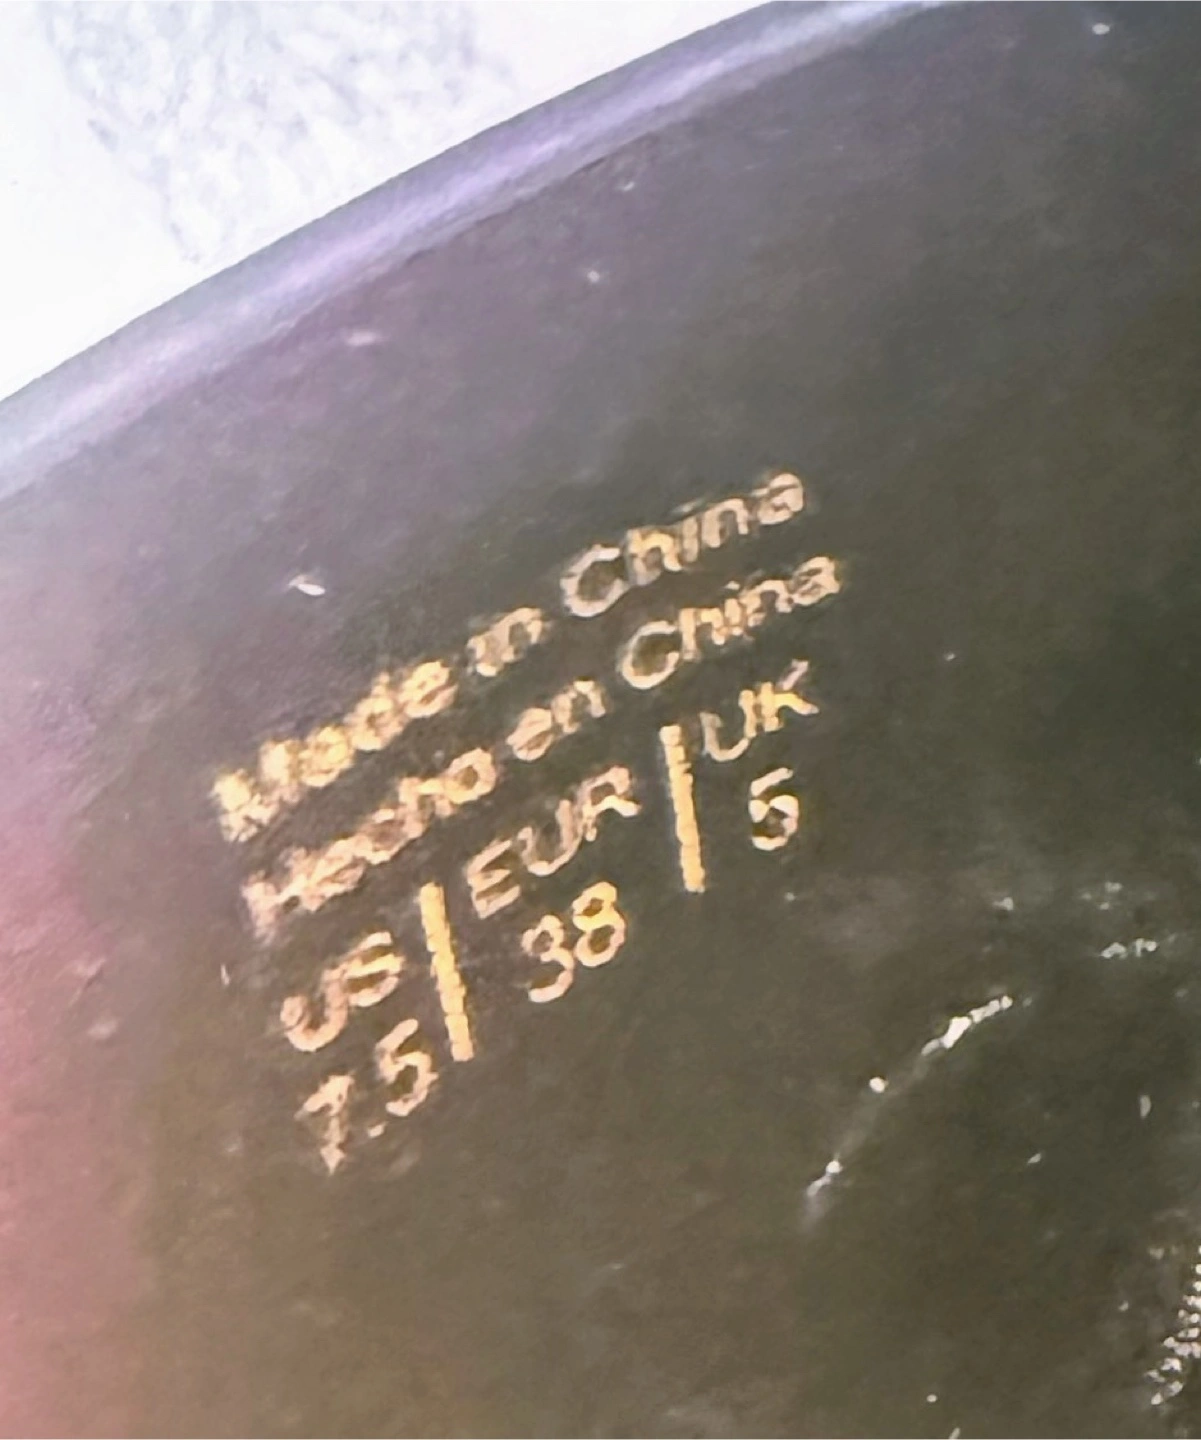 Made in China
Hecho en China
US | EUR | UK
7.5 | 38 | 5